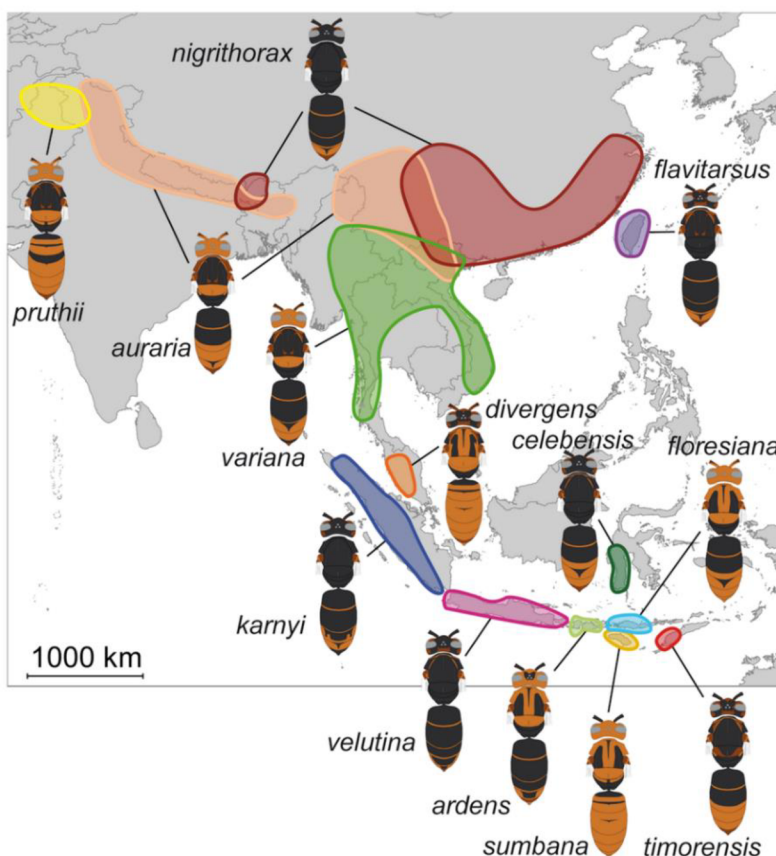 nigrithorax
flavitarsus
pruthii
auraria
variana
divergens
celebensis
floresiana
karnyi
1000 km
velutina
ardens
sumbana
timorensis